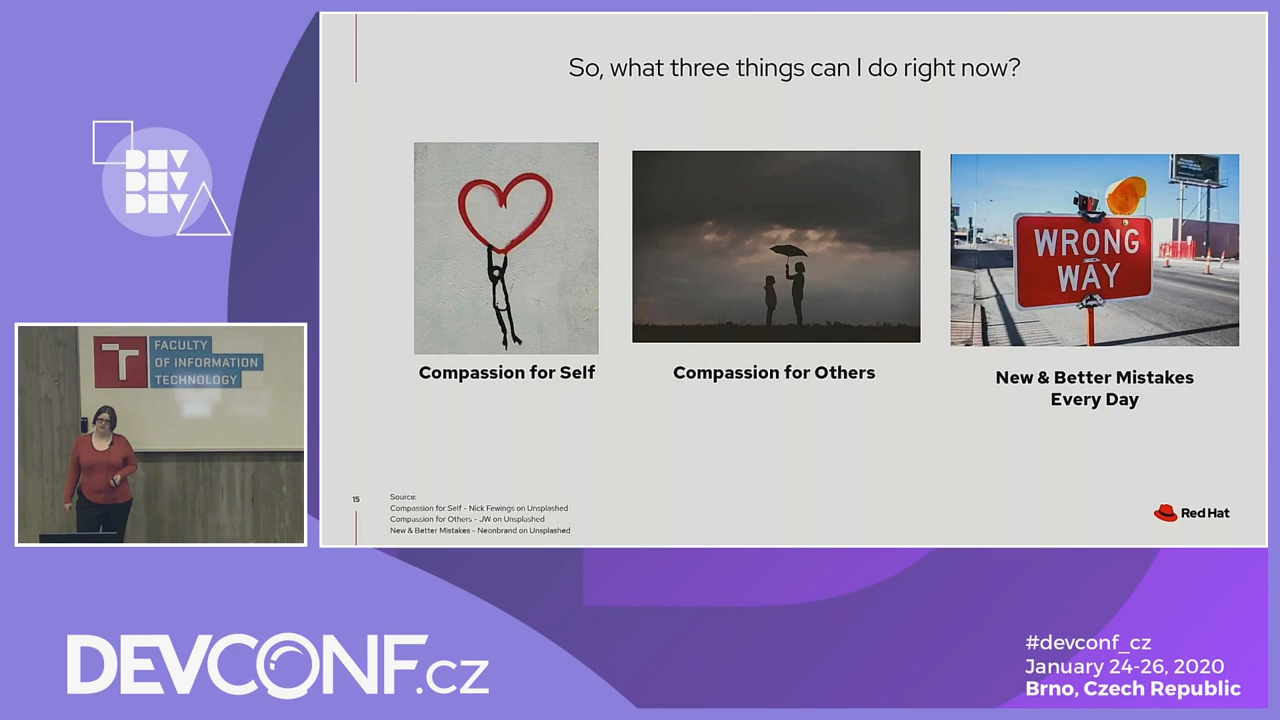 So, what three things can I do right now?
WRONG
WAY
Compassion for Self
Compassion for Others
New & Better Mistakes
Every Day
15
Source:
Compassion for Self - Nick Fewings on Unsplashed
Compassion for Others - JW on Unsplashed
New & Better Mistakes - Neonbrand on Unsplashed
Red Hat
DEV
DEV
DEV
FACULTY
OF INFORMATION
TECHNOLOGY
DEVCONF.cz
#devconf_cz
January 24-26, 2020
Brno, Czech Republic